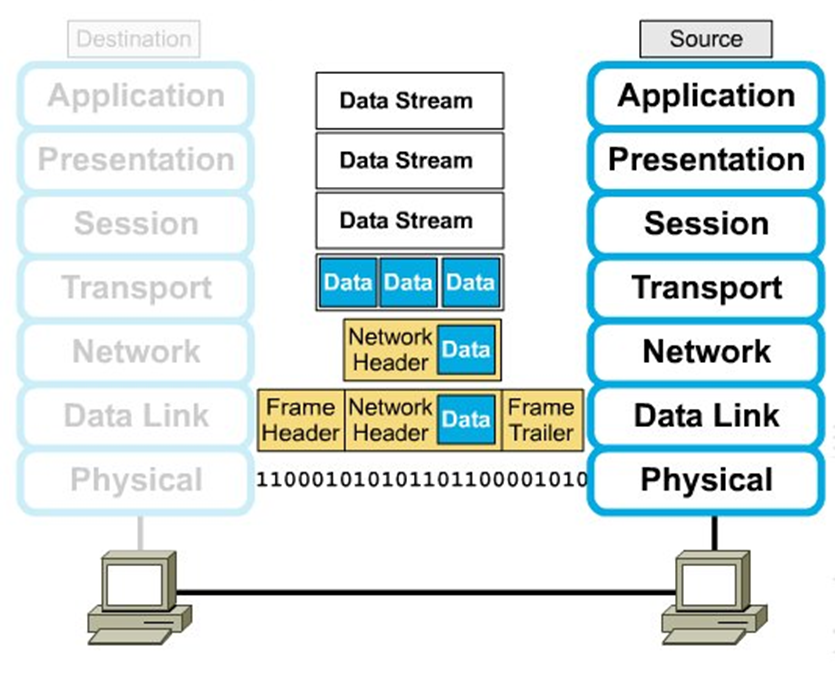 Destination
Source
Application
Data Stream
Application
Presentation
Data Stream
Presentation
Session
Data Stream
Session
Transport
Data Data Data
Transport
Network
Network
Header
Data
Network
Data Link
Frame
Header
Network
Header
Data
Frame
Trailer
Data Link
Physical
110001010101101100001010
Physical